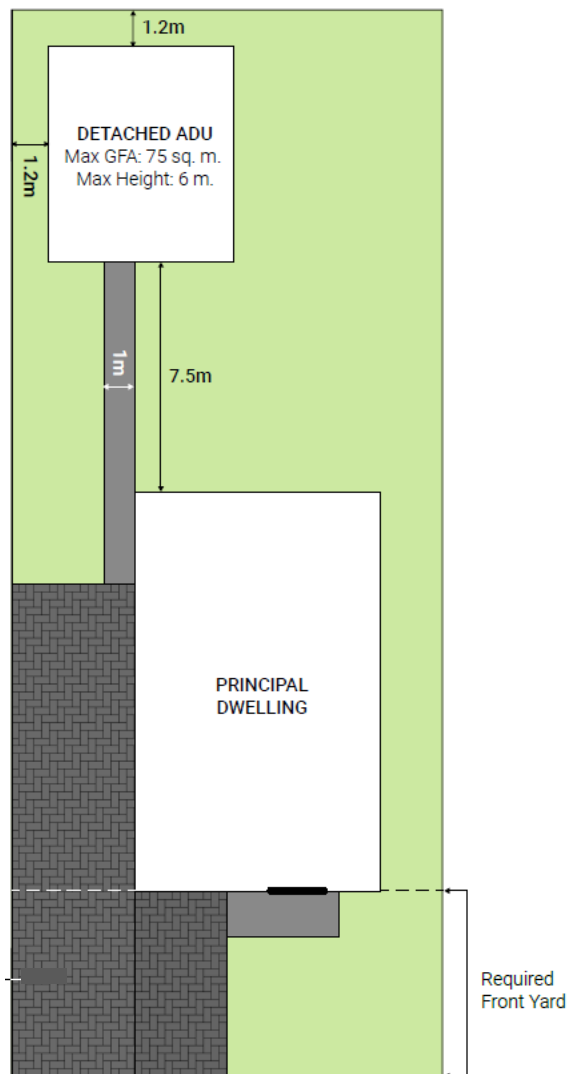 1.2m
DETACHED ADU
Max GFA: 75 sq. m.
Max Height: 6 m.
1.2m
1m
7.5m
PRINCIPAL
DWELLING
Required
Front Yard